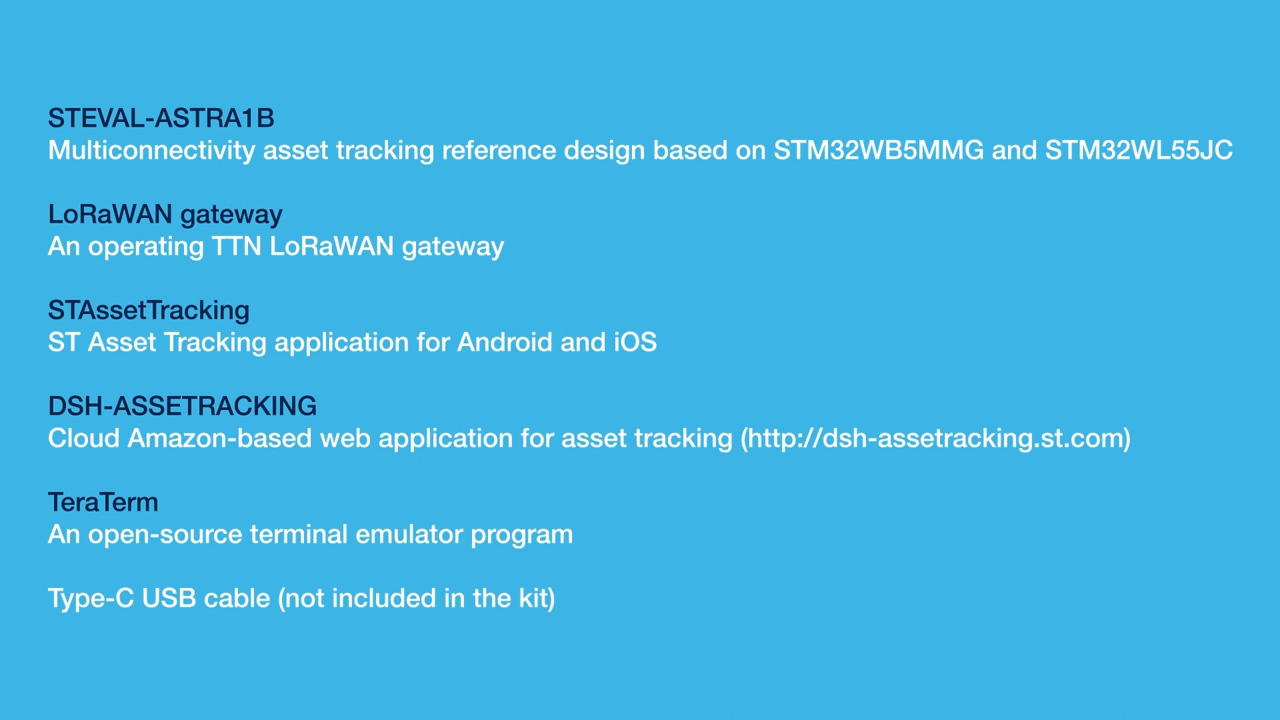 STEVAL-ASTRA1B
Multiconnectivity asset tracking reference design based on STM32WB5MMG and STM32WL55JC
LoRaWAN gateway
An operating TTN LoRaWAN gateway
STAssetTracking
ST Asset Tracking application for Android and iOS
DSH-ASSETRACKING
Cloud Amazon-based web application for asset tracking (http://dsh-assetracking.st.com)
TeraTerm
An open-source terminal emulator program
Type-C USB cable (not included in the kit)